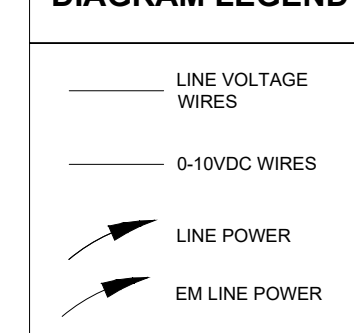 DIAGRAM LEGEND
LINE VOLTAGE
WIRES
0-10VDC WIRES
LINE POWER
EM LINE POWER